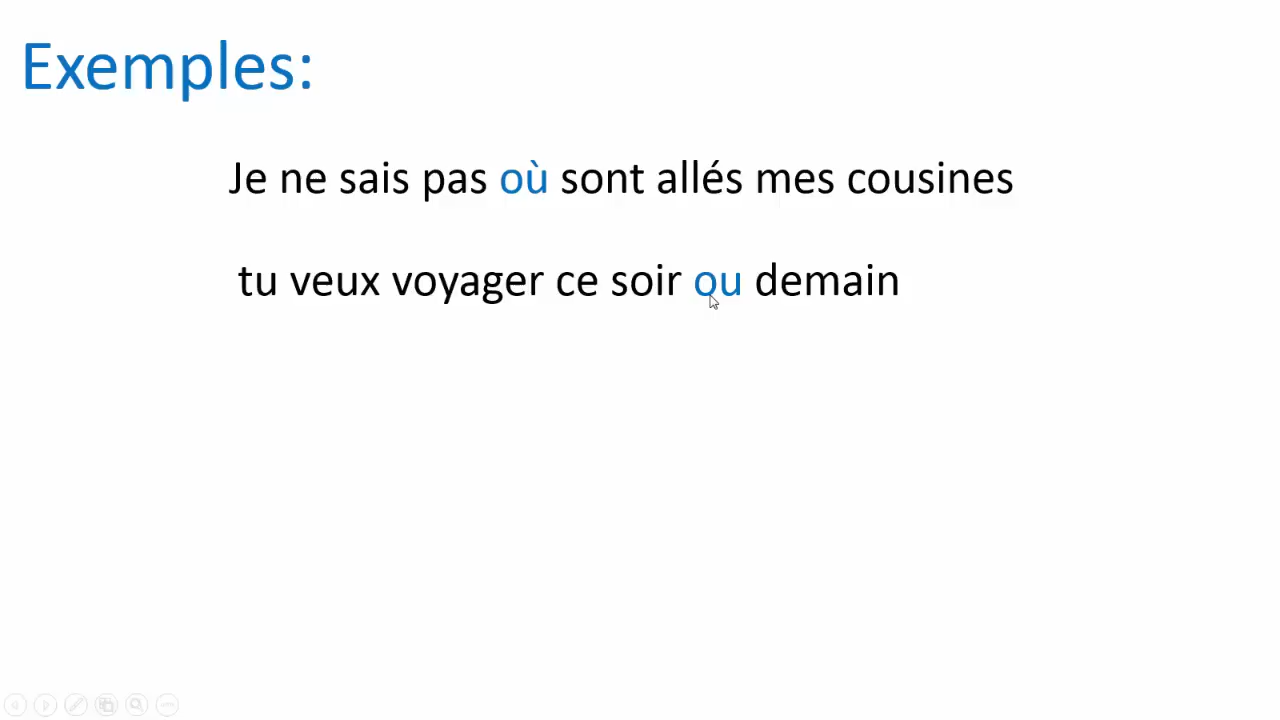 Exemples:
Je ne sais pas où sont allés mes cousines
tu veux voyager ce soir ou demain